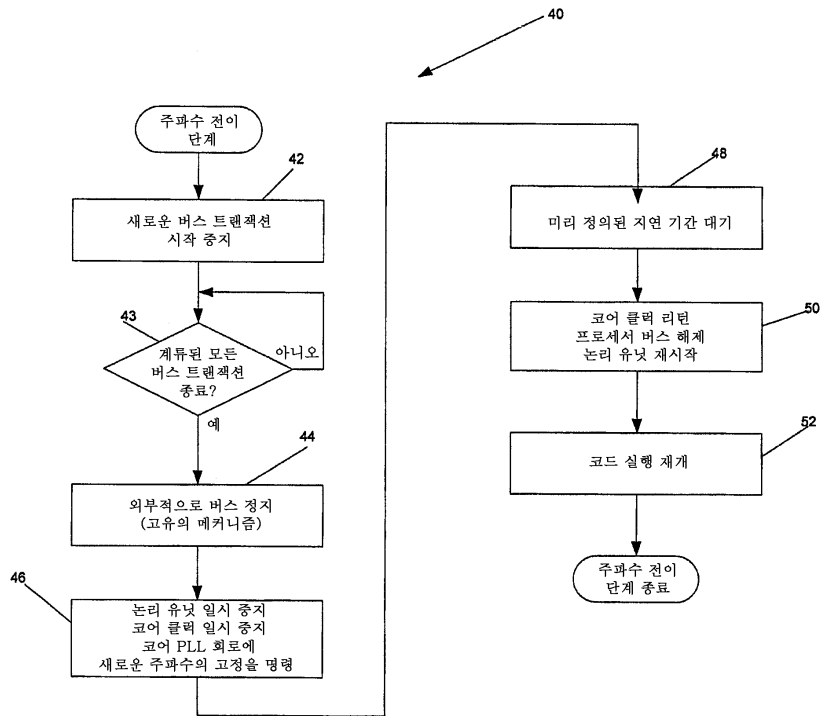 40
주파수 전이
단계
42
새로운 버스 트랜잭션
시작 중지
43
계류된 모든
버스 트랜잭션
종료?
아니오
예
44
외부적으로 버스 정지
(고유의 메커니즘)
46
논리 유닛 일시 중지
코어 클럭 일시 중지
코어 PLL 회로에
새로운 주파수의 고정을 명령
48
미리 정의된 지연 기간 대기
50
코어 클럭 리턴
프로세서 버스 해제
논리 유닛 재시작
52
코드 실행 재개
주파수 전이
단계 종료